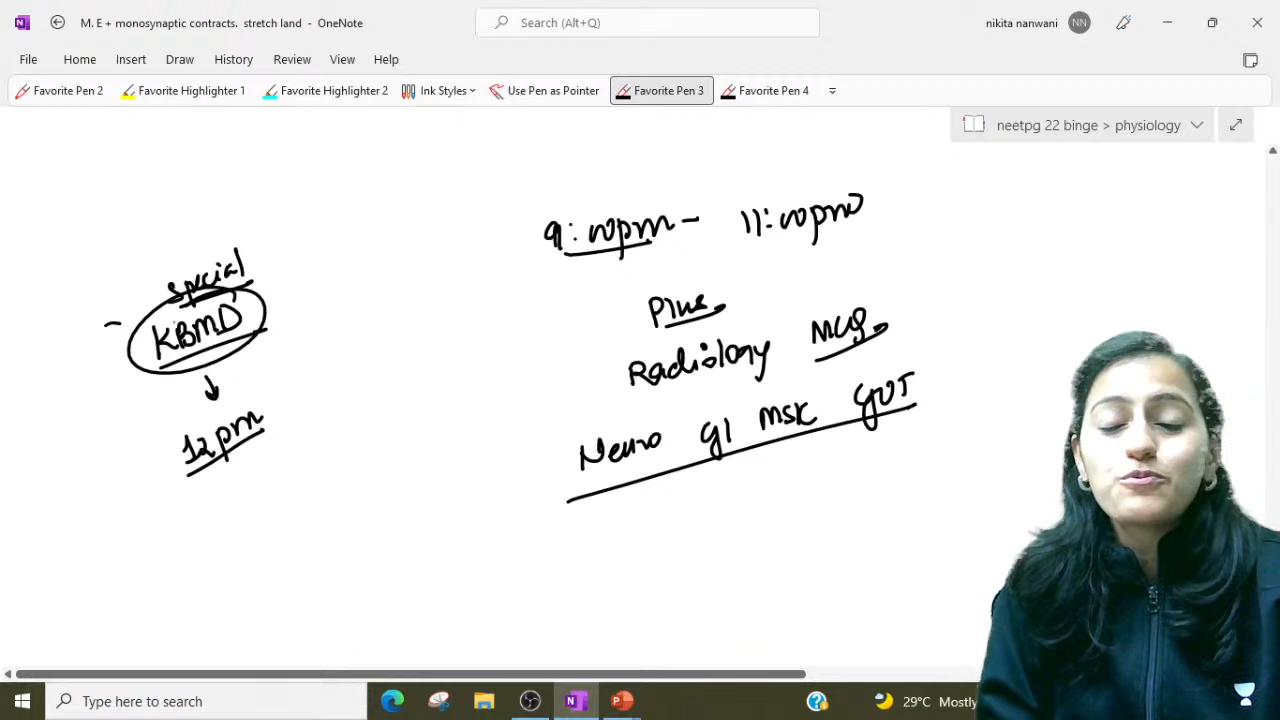 M. E + monosynaptic contracts. stretch land - OneNote
Search (Alt+Q)
nikita nanwani
NN
File Home Insert Draw History Review View Help
Favorite Pen 2 Favorite Highlighter 1 Favorite Highlighter 2 Ink Styles Use Pen as Pointer Favorite Pen 3 Favorite Pen 4
neetpg 22 binge > physiology
9:00pm - 11:00pm
special
KBMD
12pm
Plus
Radiology MCQ
Neuro GI MSK GUT
Type here to search
29°C Mostly